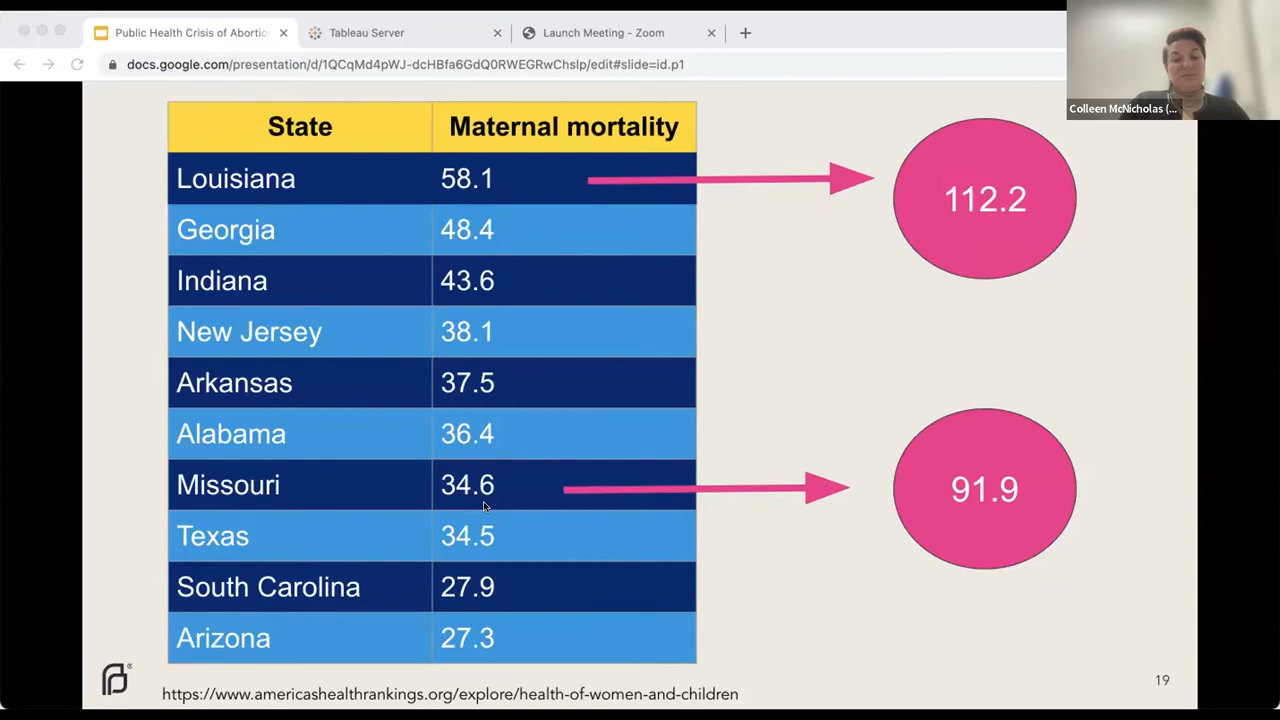 Public Health Crisis of Abortio
Tableau Server
Launch Meeting - Zoom
docs.google.com/presentation/d/1QCqMd4pWJ-dcHBfa6GdQ0RWEGRwChslp/edit#slide=id.p1
Colleen McNicholas (...
State Maternal mortality
Louisiana 58.1
112.2
Georgia 48.4
Indiana 43.6
New Jersey 38.1
Arkansas 37.5
Alabama 36.4
Missouri 34.6
91.9
Texas 34.5
South Carolina 27.9
Arizona 27.3
https://www.americashealthrankings.org/explore/health-of-women-and-children
19